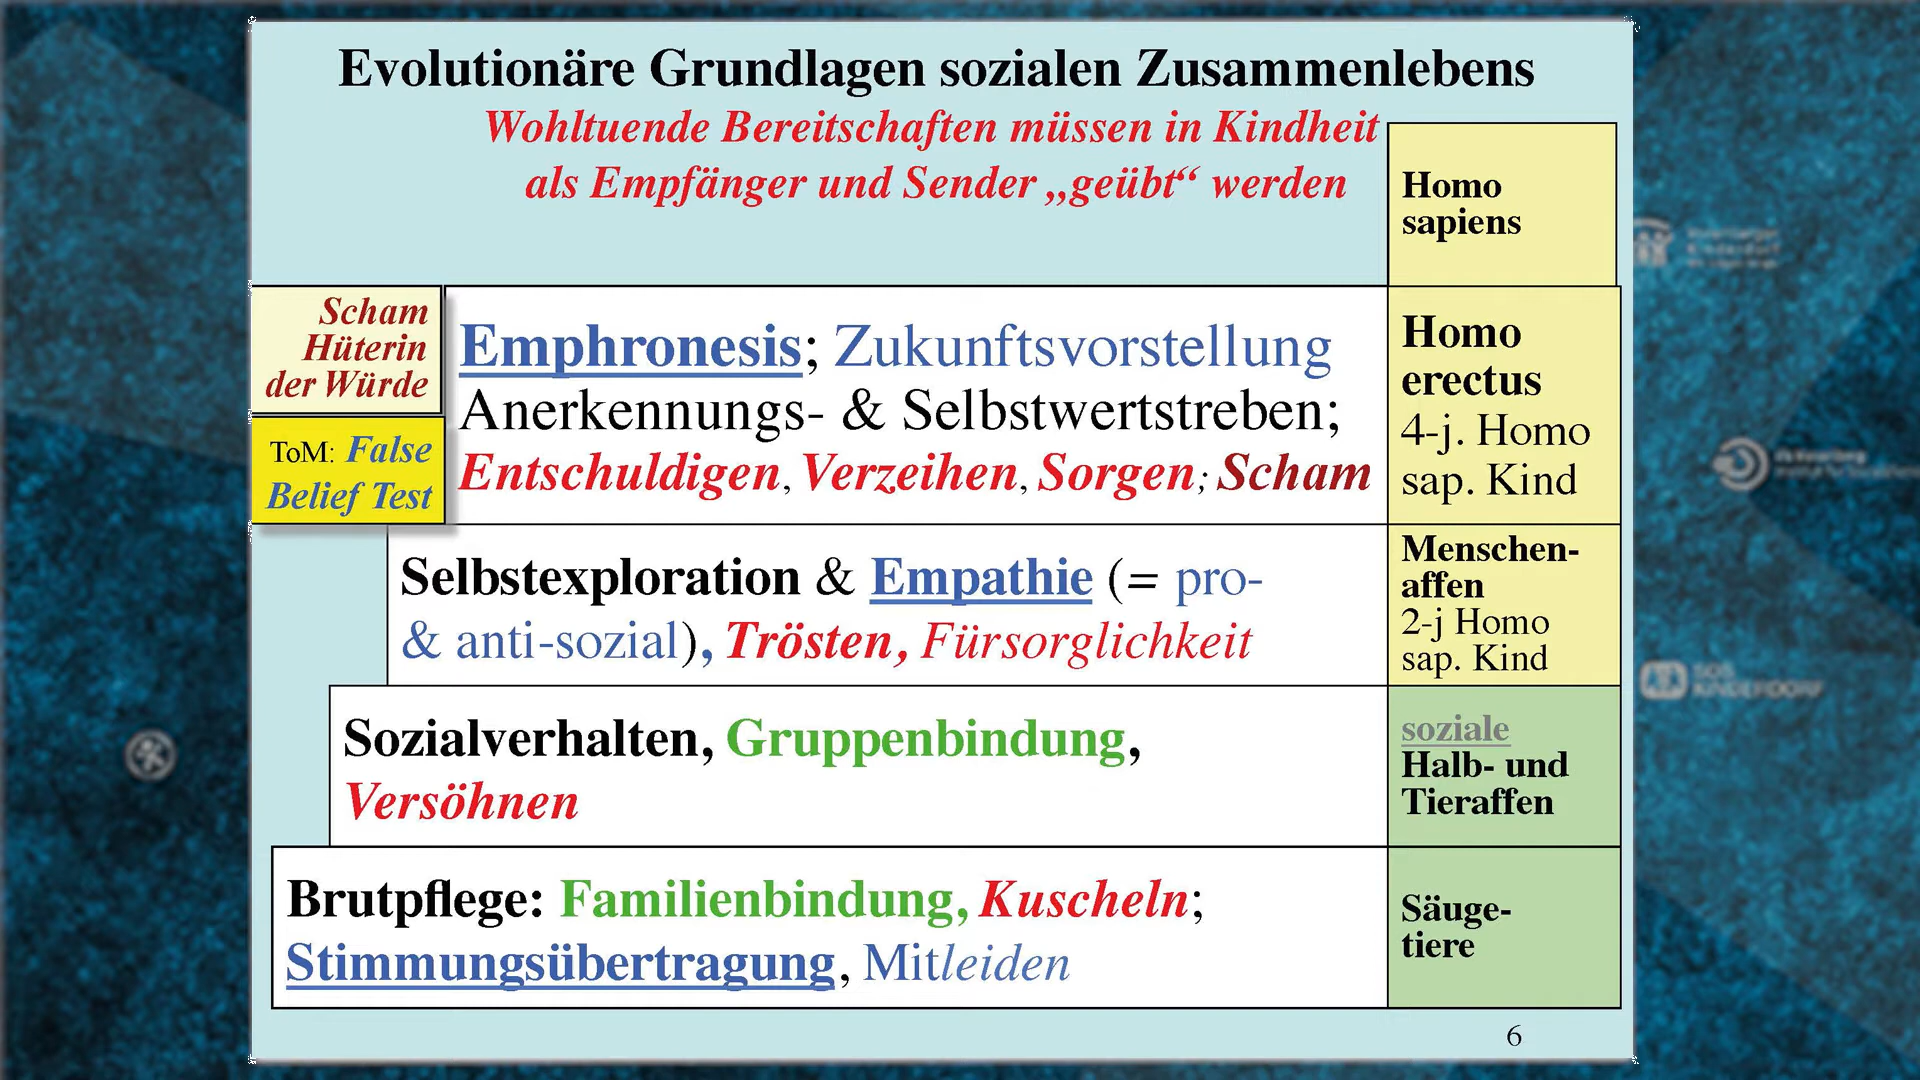 Evolutionäre Grundlagen sozialen Zusammenlebens
Wohltuende Bereitschaften müssen in Kindheit
als Empfänger und Sender „geübt“ werden
Homo
sapiens
Scham
Hüterin
der Würde
ToM: False
Belief Test
Emphronesis; Zukunftsvorstellung
Anerkennungs- & Selbstwertstreben;
Entschuldigen, Verzeihen, Sorgen; Scham
Homo
erectus
4-j. Homo
sap. Kind
Selbstexploration & Empathie (= pro-
& anti-sozial), Trösten, Fürsorglichkeit
Menschen-
affen
2-j Homo
sap. Kind
Sozialverhalten, Gruppenbindung,
Versöhnen
soziale
Halb- und
Tieraffen
Brutpflege: Familienbindung, Kuscheln;
Stimmungsübertragung, Mitleiden
Säuge-
tiere
6
SOS
KINDERDORF